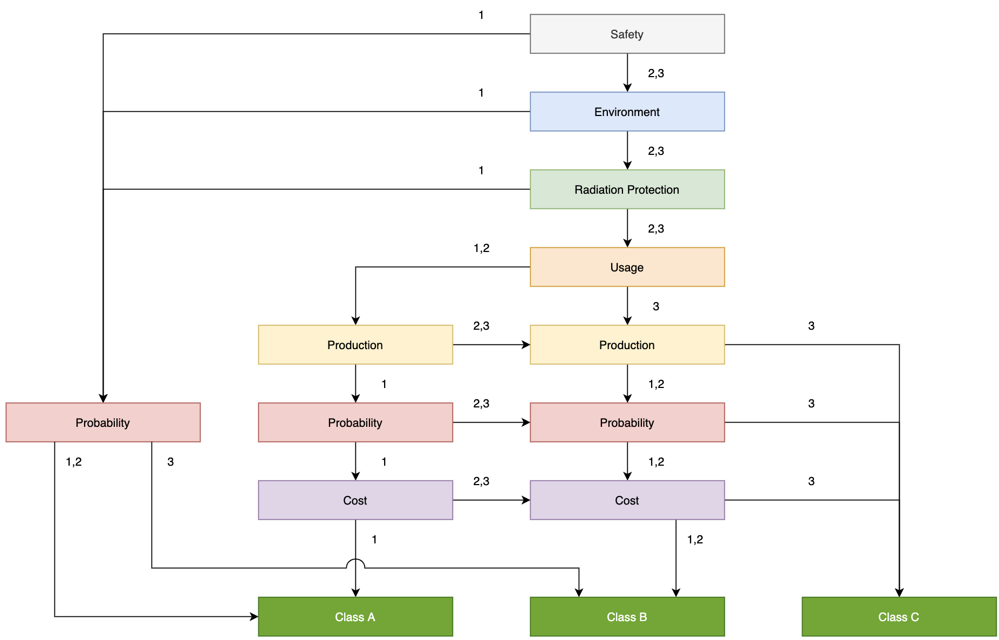 1
Safety
2,3
1
Environment
2,3
1
Radiation Protection
2,3
1,2
Usage
3
Production
2,3
Production
3
1
1,2
Probability
Probability
2,3
Probability
3
1,2
3
1
1,2
Cost
2,3
Cost
3
1
1,2
Class A
Class B
Class C